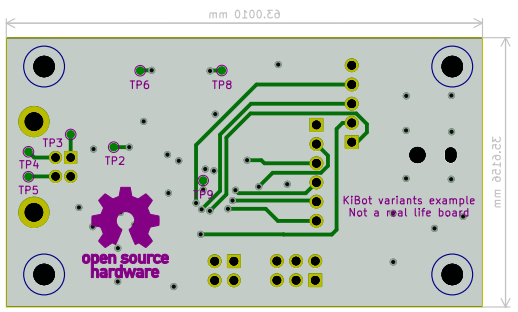 63.0010 mm
TP6
TP8
TP3
TP2
TP4
TP5
TP9
35.6156 mm
KiBot variants example
Not a real life board
open source
hardware